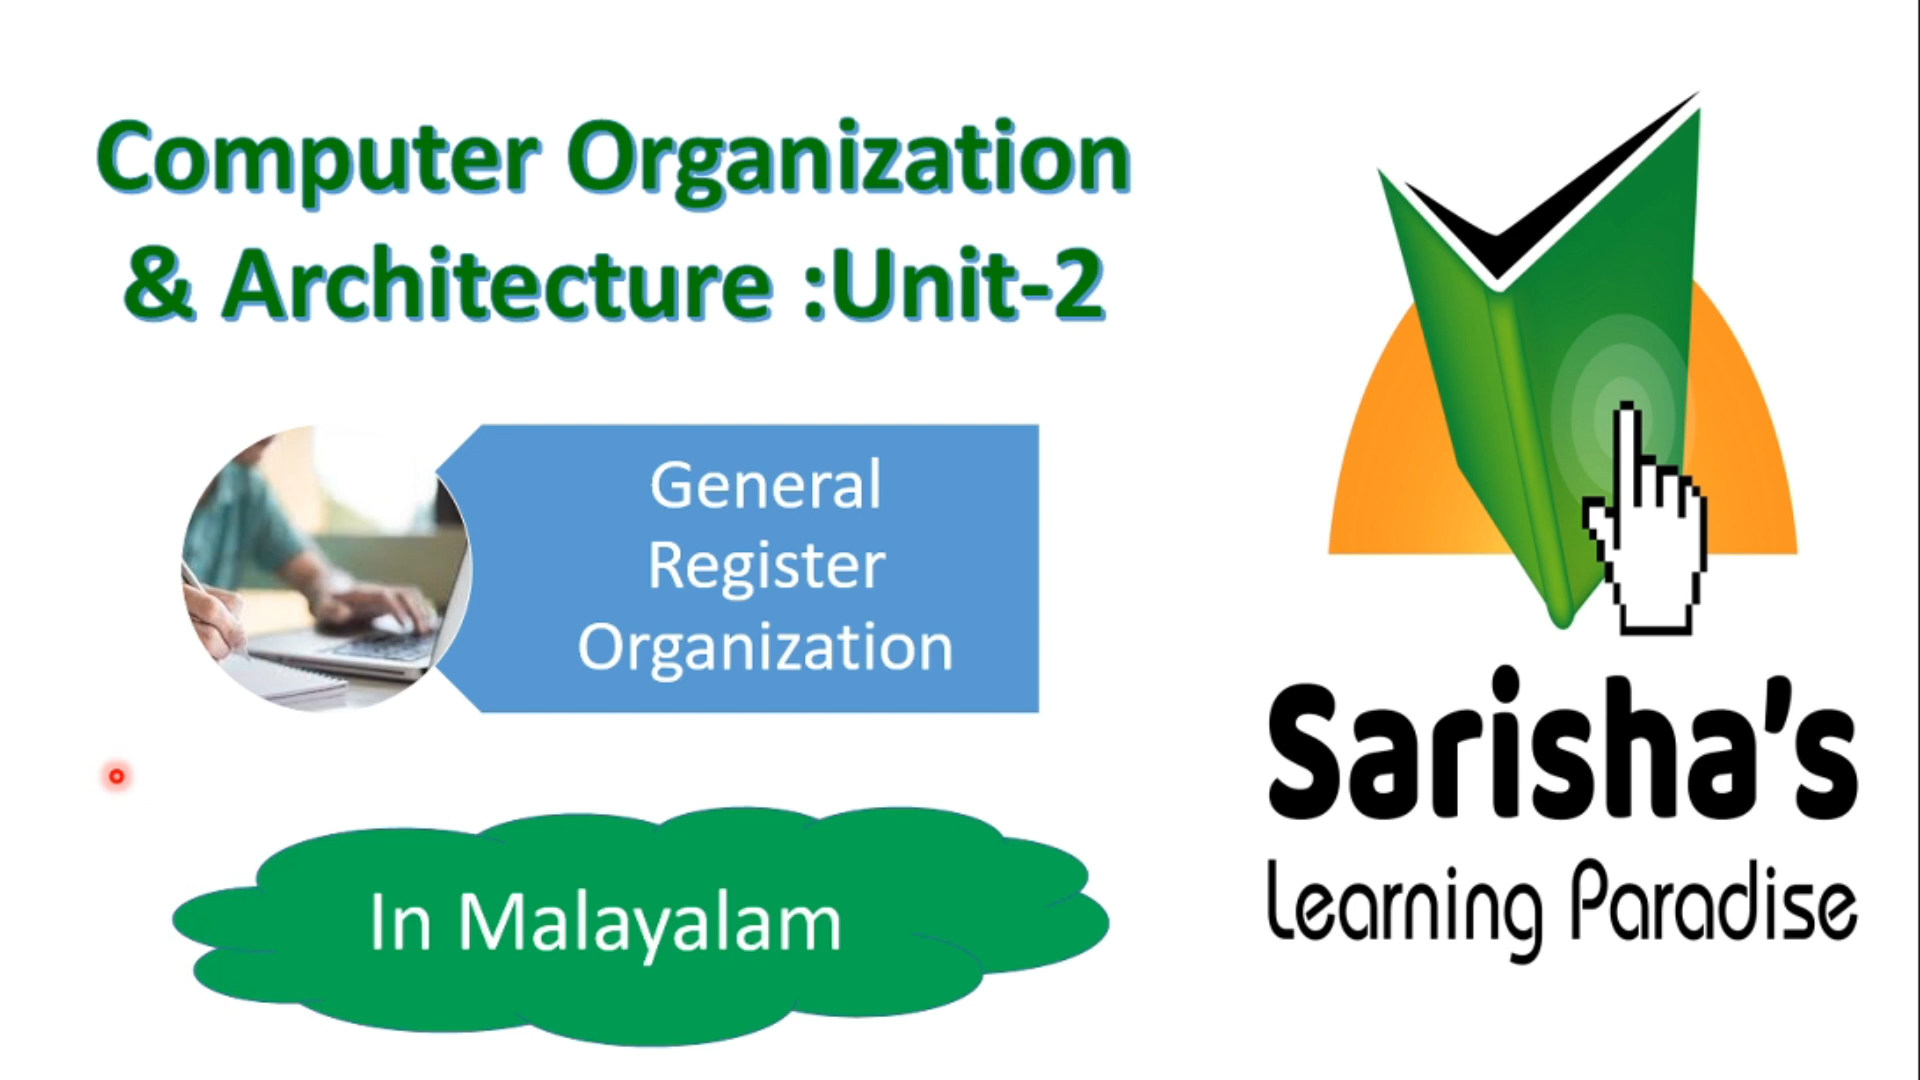 Computer Organization
& Architecture :Unit-2
General
Register
Organization
In Malayalam
Sarisha's
Learning Paradise